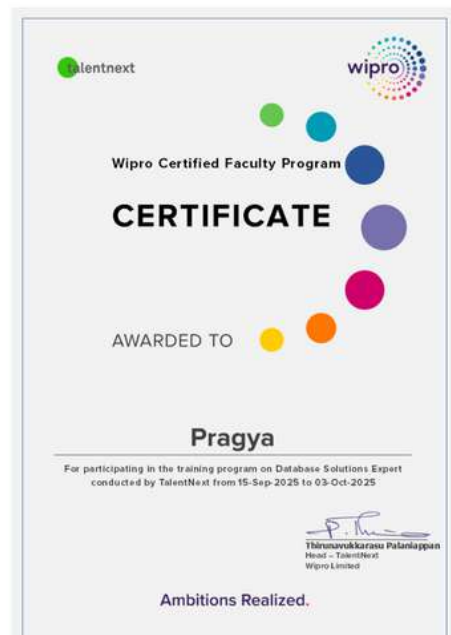 talentnext
wipro
Wipro Certified Faculty Program
CERTIFICATE
AWARDED TO
Pragya
For participating in the training program on Database Solutions Expert
conducted by TalentNext from 15-Sep-2025 to 03-Oct-2025
Thirunavukkarasu Palaniappan
Head – TalentNext
Wipro Limited
Ambitions Realized.